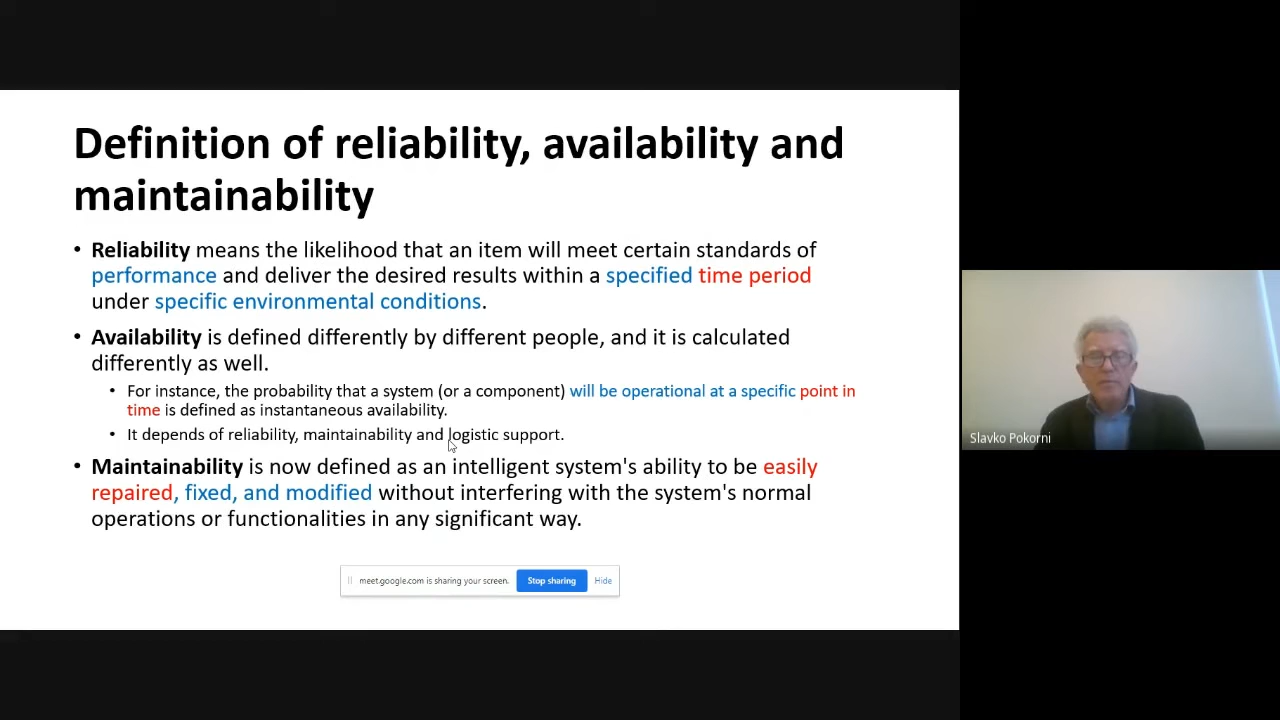 Definition of reliability, availability and
maintainability
• Reliability means the likelihood that an item will meet certain standards of
performance and deliver the desired results within a specified time period
under specific environmental conditions.
• Availability is defined differently by different people, and it is calculated
differently as well.
• For instance, the probability that a system (or a component) will be operational at a specific point in
time is defined as instantaneous availability.
• It depends of reliability, maintainability and logistic support.
• Maintainability is now defined as an intelligent system's ability to be easily
repaired, fixed, and modified without interfering with the system's normal
operations or functionalities in any significant way.
meet.google.com is sharing your screen. Stop sharing Hide
Slavko Pokorni